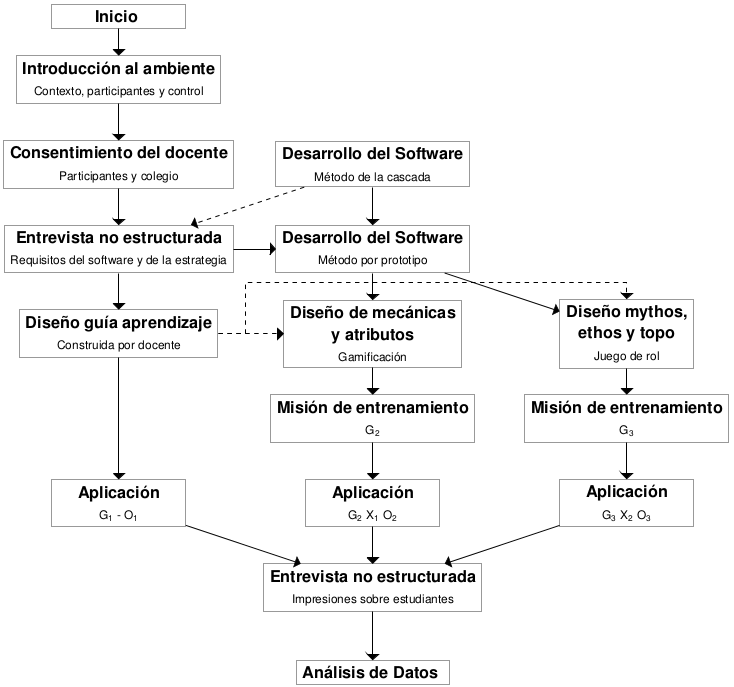 Inicio
Introducción al ambiente
Contexto, participantes y control
Consentimiento del docente
Participantes y colegio
Desarrollo del Software
Método de la cascada
Entrevista no estructurada
Requisitos del software y de la estrategia
Desarrollo del Software
Método por prototipo
Diseño guía aprendizaje
Construida por docente
Diseño de mecánicas
y atributos
Gamificación
Diseño mythos,
ethos y topo
Juego de rol
Misión de entrenamiento
G₂
Misión de entrenamiento
G₃
Aplicación
G₁ - O₁
Aplicación
G₂ X₁ O₂
Aplicación
G₃ X₂ O₃
Entrevista no estructurada
Impresiones sobre estudiantes
Análisis de Datos